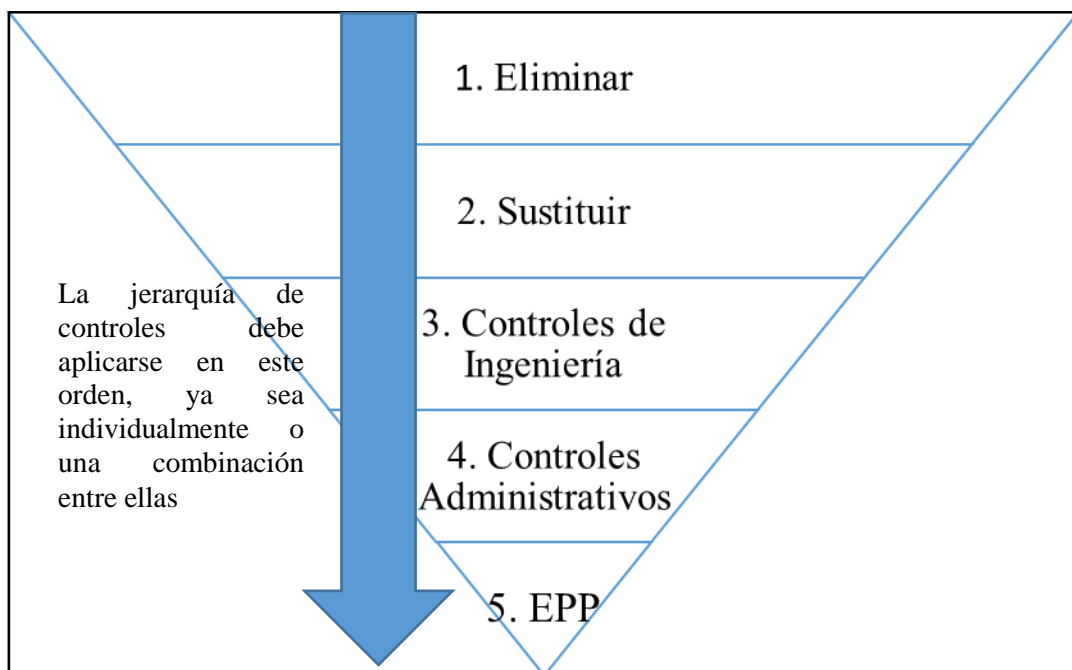 1. Eliminar
2. Sustituir
La jerarquía de
controles debe
aplicarse en este
orden, ya sea
individualmente o
una combinación
entre ellas
3. Controles de
Ingeniería
4. Controles
Administrativos
5. EPP